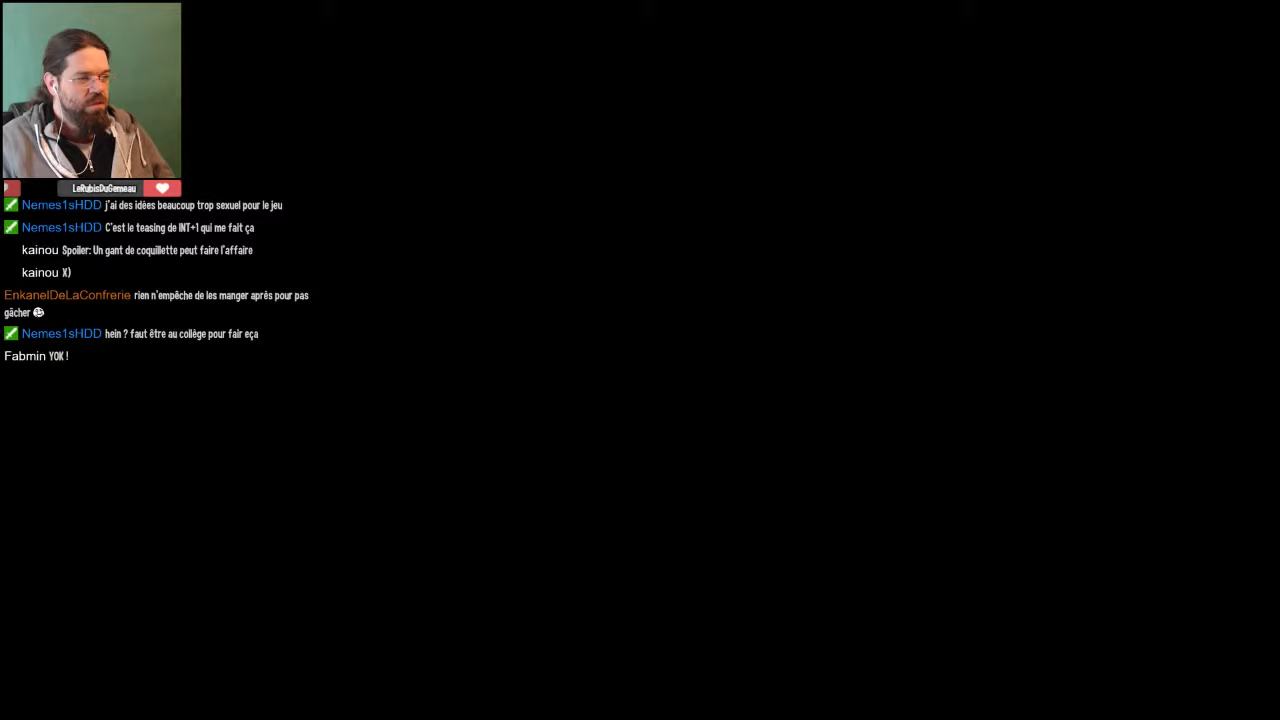 LeRubisDuGemeau
Nemes1sHDD j'ai des idées beaucoup trop sexuel pour le jeu
Nemes1sHDD C'est le teasing de INT+1 qui me fait ça
kainou Spoiler: Un gant de coquillette peut faire l'affaire
kainou X)
EnkanelDeLaConfrerie rien n'empêche de les manger après pour pas
gâcher
Nemes1sHDD hein ? faut être au collège pour fair eça
Fabmin YOK !